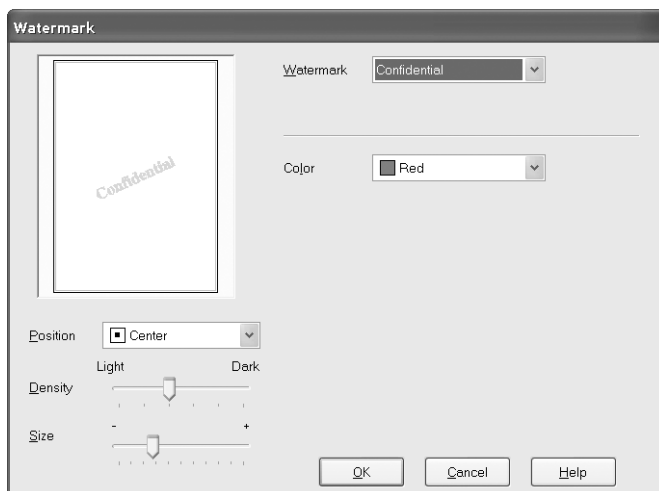 Watermark
Watermark Confidential
Confidential
Color Red
Position Center
Light Dark
Density
- +
Size
OK Cancel Help